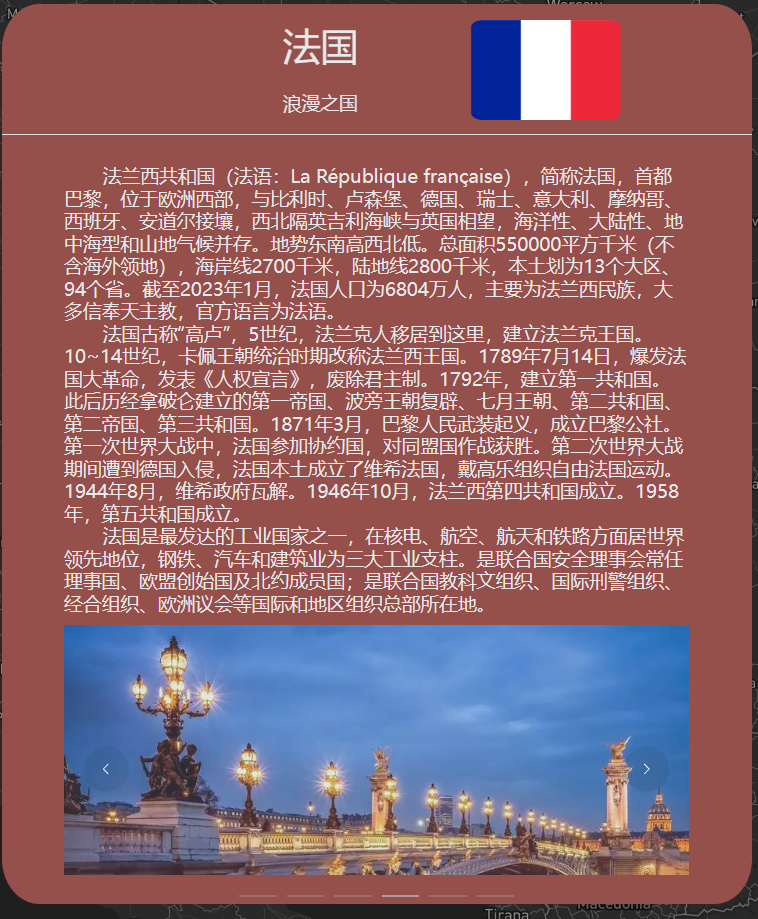 Warsaw
法国
浪漫之国
法兰西共和国（法语：La République française），简称法国，首都
巴黎，位于欧洲西部，与比利时、卢森堡、德国、瑞士、意大利、摩纳哥、
西班牙、安道尔接壤，西北隔英吉利海峡与英国相望，海洋性、大陆性、地
中海型和山地气候并存。地势东南高西北低。总面积550000平方千米（不
含海外领地），海岸线2700千米，陆地线2800千米，本土划为13个大区、
94个省。截至2023年1月，法国人口为6804万人，主要为法兰西民族，大
多信奉天主教，官方语言为法语。
法国古称“高卢”，5世纪，法兰克人移居到这里，建立法兰克王国。
10~14世纪，卡佩王朝统治时期改称法兰西王国。1789年7月14日，爆发法
国大革命，发表《人权宣言》，废除君主制。1792年，建立第一共和国。
此后历经拿破仑建立的第一帝国、波旁王朝复辟、七月王朝、第二共和国、
第二帝国、第三共和国。1871年3月，巴黎人民武装起义，成立巴黎公社。
第一次世界大战中，法国参加协约国，对同盟国作战获胜。第二次世界大战
期间遭到德国入侵，法国本土成立了维希法国，戴高乐组织自由法国运动。
1944年8月，维希政府瓦解。1946年10月，法兰西第四共和国成立。1958
年，第五共和国成立。
法国是最发达的工业国家之一，在核电、航空、航天和铁路方面居世界
领先地位，钢铁、汽车和建筑业为三大工业支柱。是联合国安全理事会常任
理事国、欧盟创始国及北约成员国；是联合国教科文组织、国际刑警组织、
经合组织、欧洲议会等国际和地区组织总部所在地。
Macedonia
Tirana